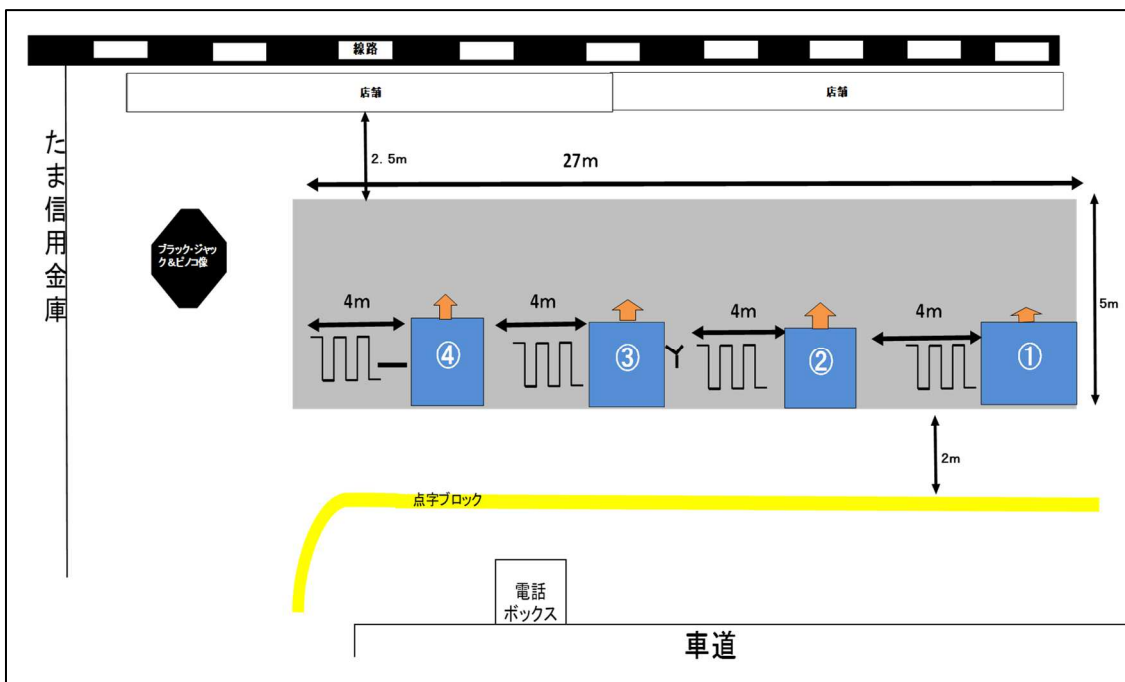 線路
店舗
店舗
2.5m
27m
たま信用金庫
ブラック・ジャッ
ク&ピノコ像
5m
4m
4m
4m
4m
④
③
②
①
2m
点字ブロック
電話
ボックス
車道